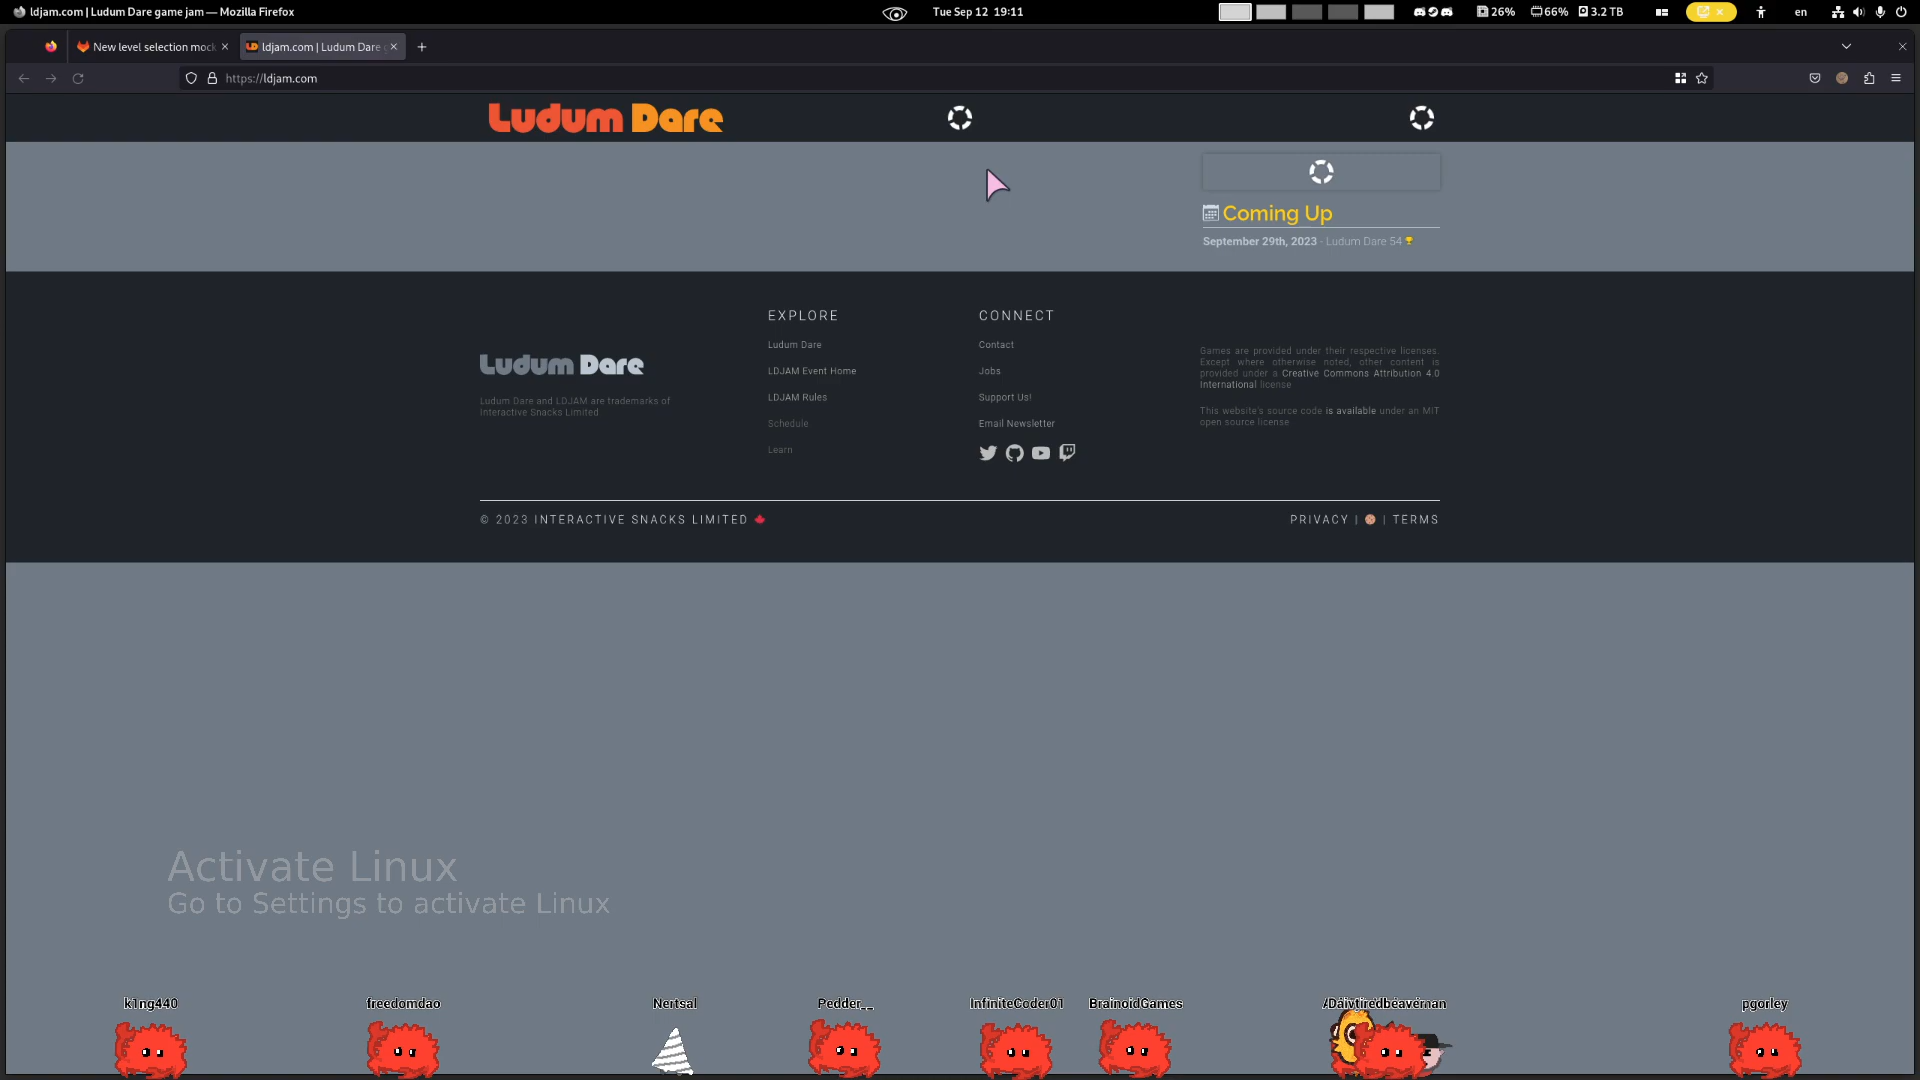 ldjam.com | Ludum Dare game jam — Mozilla Firefox
Tue Sep 12 19:11
26%
66%
3.2 TB
en
New level selection mock
ldjam.com | Ludum Dare
https://ldjam.com
Ludum Dare
Coming Up
September 29th, 2023 - Ludum Dare 54
Ludum Dare
Ludum Dare and LDJAM are trademarks of
Interactive Snacks Limited
EXPLORE
Ludum Dare
LDJAM Event Home
LDJAM Rules
Schedule
Learn
CONNECT
Contact
Jobs
Support Us!
Email Newsletter
Games are provided under their respective licenses.
Except where otherwise noted, other content is
provided under a Creative Commons Attribution 4.0
International license
This website's source code is available under an MIT
open source license
© 2023 INTERACTIVE SNACKS LIMITED
PRIVACY | | TERMS
Activate Linux
Go to Settings to activate Linux
k1ng440
freedomdao
Nertsal
Pedder__
InfiniteCoder01
BrainoidGames
pgorley